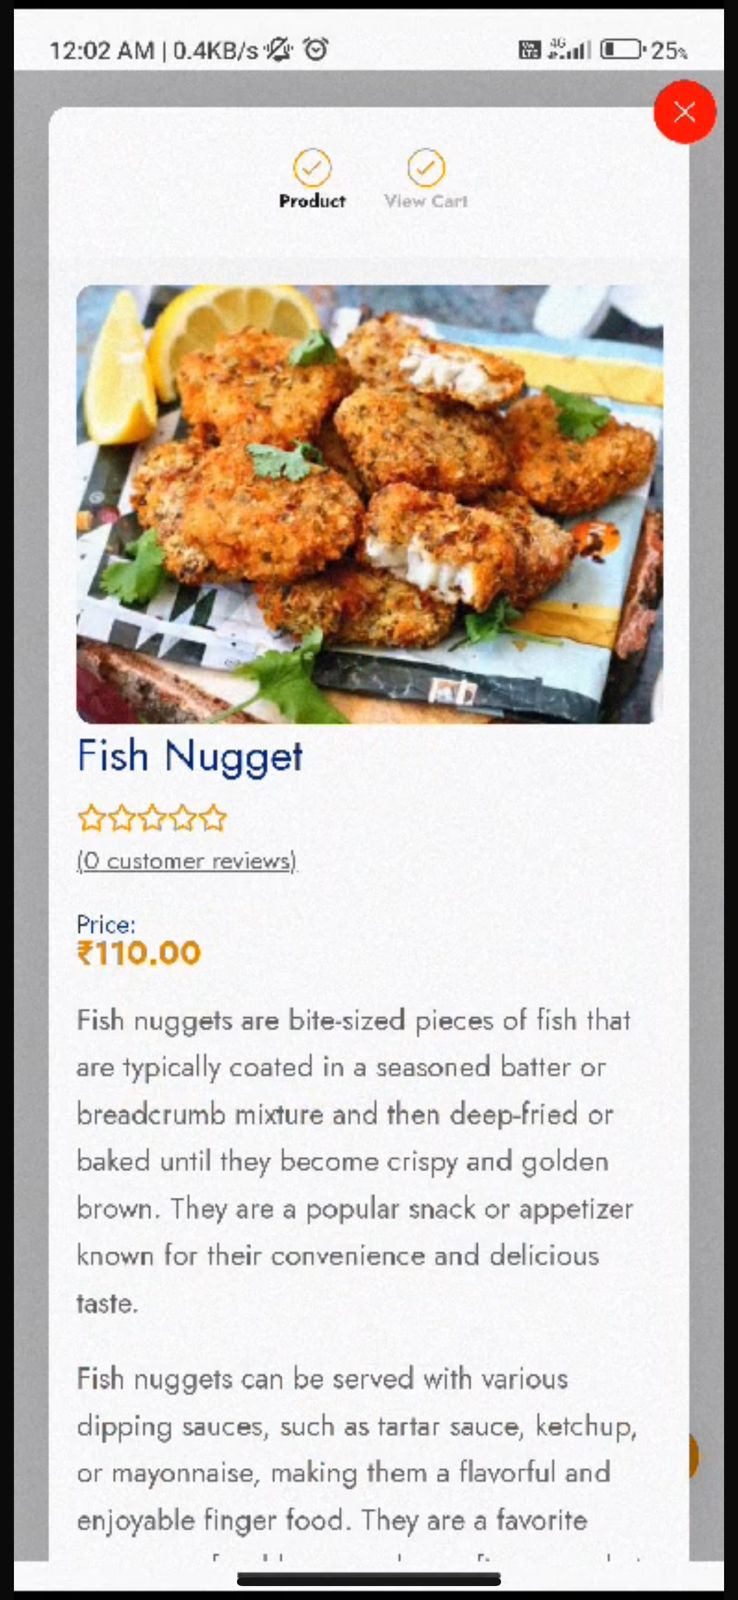 12:02 AM | 0.4KB/s
Vo LTE 4G 25%
Product View Cart
Fish Nugget
(0 customer reviews)
Price:
₹110.00
Fish nuggets are bite-sized pieces of fish that
are typically coated in a seasoned batter or
breadcrumb mixture and then deep-fried or
baked until they become crispy and golden
brown. They are a popular snack or appetizer
known for their convenience and delicious
taste.
Fish nuggets can be served with various
dipping sauces, such as tartar sauce, ketchup,
or mayonnaise, making them a flavorful and
enjoyable finger food. They are a favorite